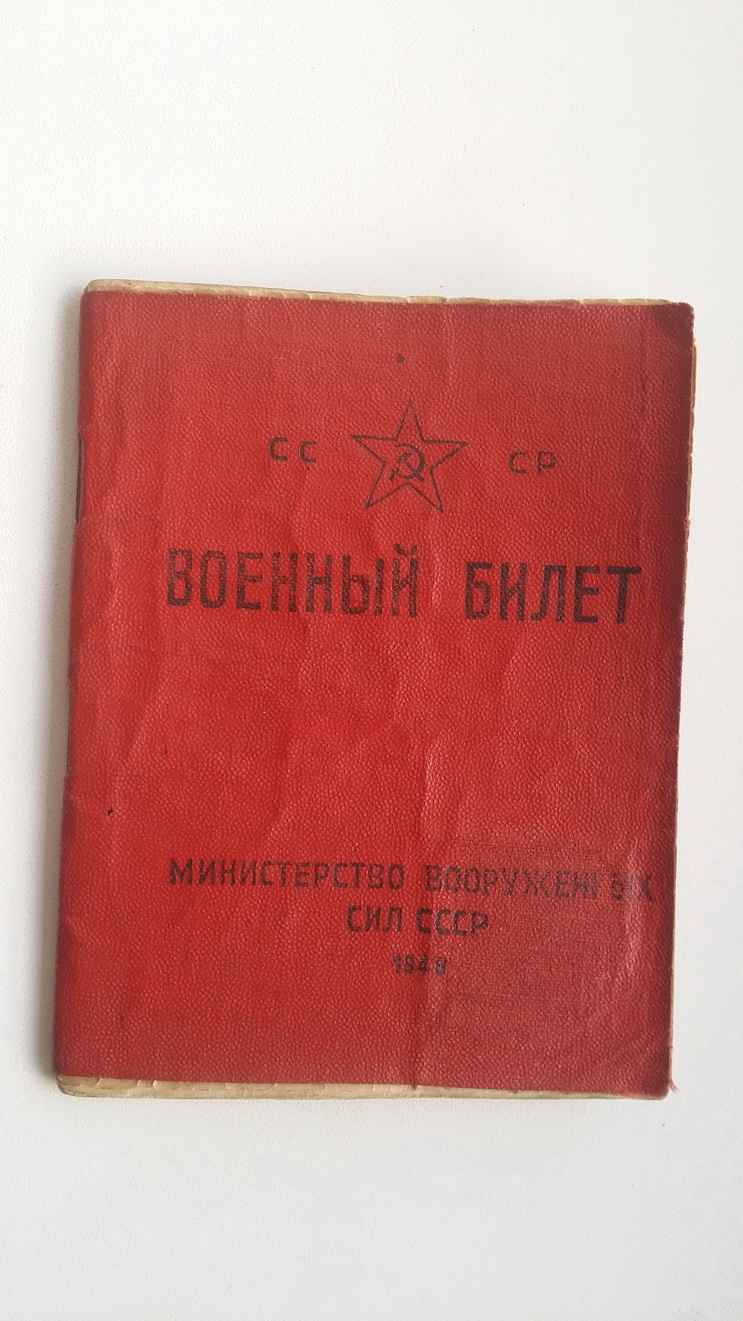 СС СР
ВОЕННЫЙ БИЛЕТ
МИНИСТЕРСТВО ВООРУЖЕННЫХ
СИЛ СССР
1948